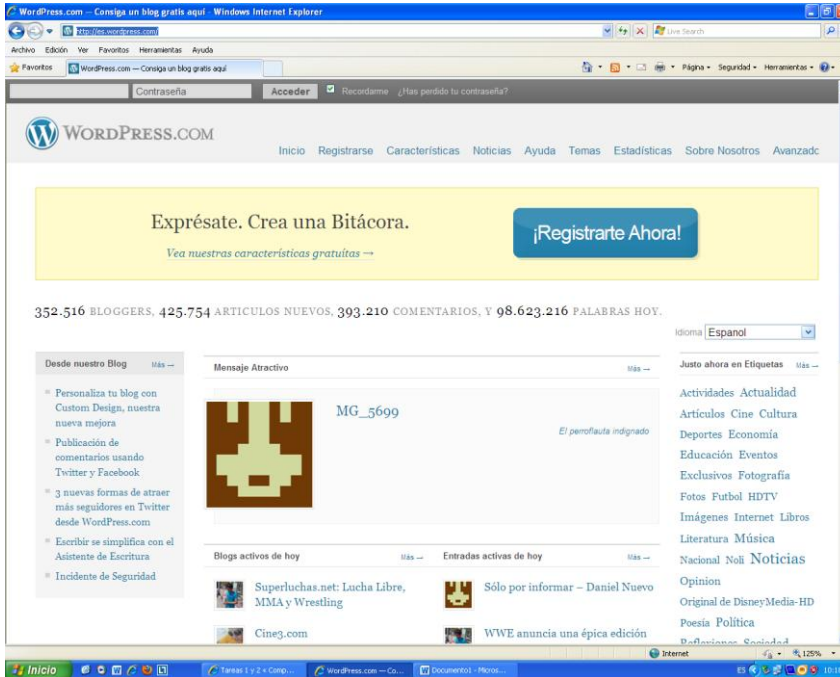 WordPress.com — Consiga un blog gratis aquí - Windows Internet Explorer
http://es.wordpress.com/
Live Search
Archivo Edición Ver Favoritos Herramientas Ayuda
Favoritos WordPress.com — Consiga un blog gratis aquí Página Seguridad Herramientas
Contraseña Acceder Recordarme ¿Has perdido tu contraseña?
WORDPRESS.COM
Inicio Registrarse Características Noticias Ayuda Temas Estadísticas Sobre Nosotros Avanzado
Exprésate. Crea una Bitácora.
Vea nuestras características gratuitas →
¡Registrarte Ahora!
352.516 BLOGGERS, 425.754 ARTICULOS NUEVOS, 393.210 COMENTARIOS, Y 98.623.216 PALABRAS HOY.
Idioma Espanol
Desde nuestro Blog Más →
Personaliza tu blog con
Custom Design, nuestra
nueva mejora
Publicación de
comentarios usando
Twitter y Facebook
3 nuevas formas de atraer
más seguidores en Twitter
desde WordPress.com
Escribir se simplifica con el
Asistente de Escritura
Incidente de Seguridad
Mensaje Atractivo Más →
MG_5699
El perroflauta indignado
Blogs activos de hoy Más →
Superluchas.net: Lucha Libre,
MMA y Wrestling
Cine3.com
Entradas activas de hoy Más →
Sólo por informar – Daniel Nuevo
WWE anuncia una épica edición
Justo ahora en Etiquetas Más →
Actividades Actualidad
Artículos Cine Cultura
Deportes Economía
Educación Eventos
Exclusivos Fotografía
Fotos Futbol HDTV
Imágenes Internet Libros
Literatura Música
Nacional Noli Noticias
Opinion
Original de DisneyMedia-HD
Poesía Política
Reflexiones Sociedad
Internet 125%
Inicio Tareas 1 y 2 « Comp... WordPress.com — Co... Documento1 - Micros... ES